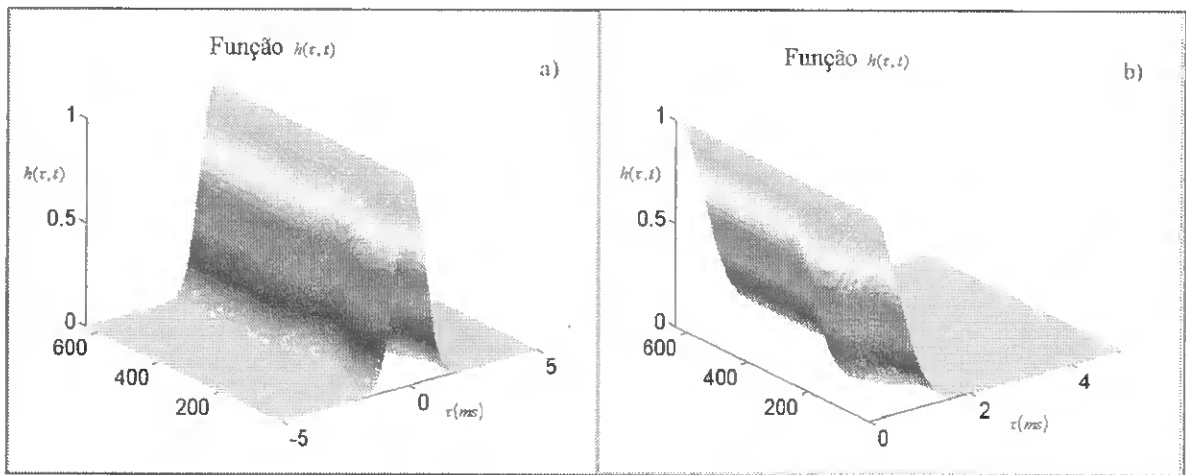 Função h(τ,t)
a)
1
h(τ,t)
0.5
0
600
400
200
-5
0
τ(ms)
5
Função h(τ,t)
b)
1
h(τ,t)
0.5
0
600
400
200
0
2
τ(ms)
4